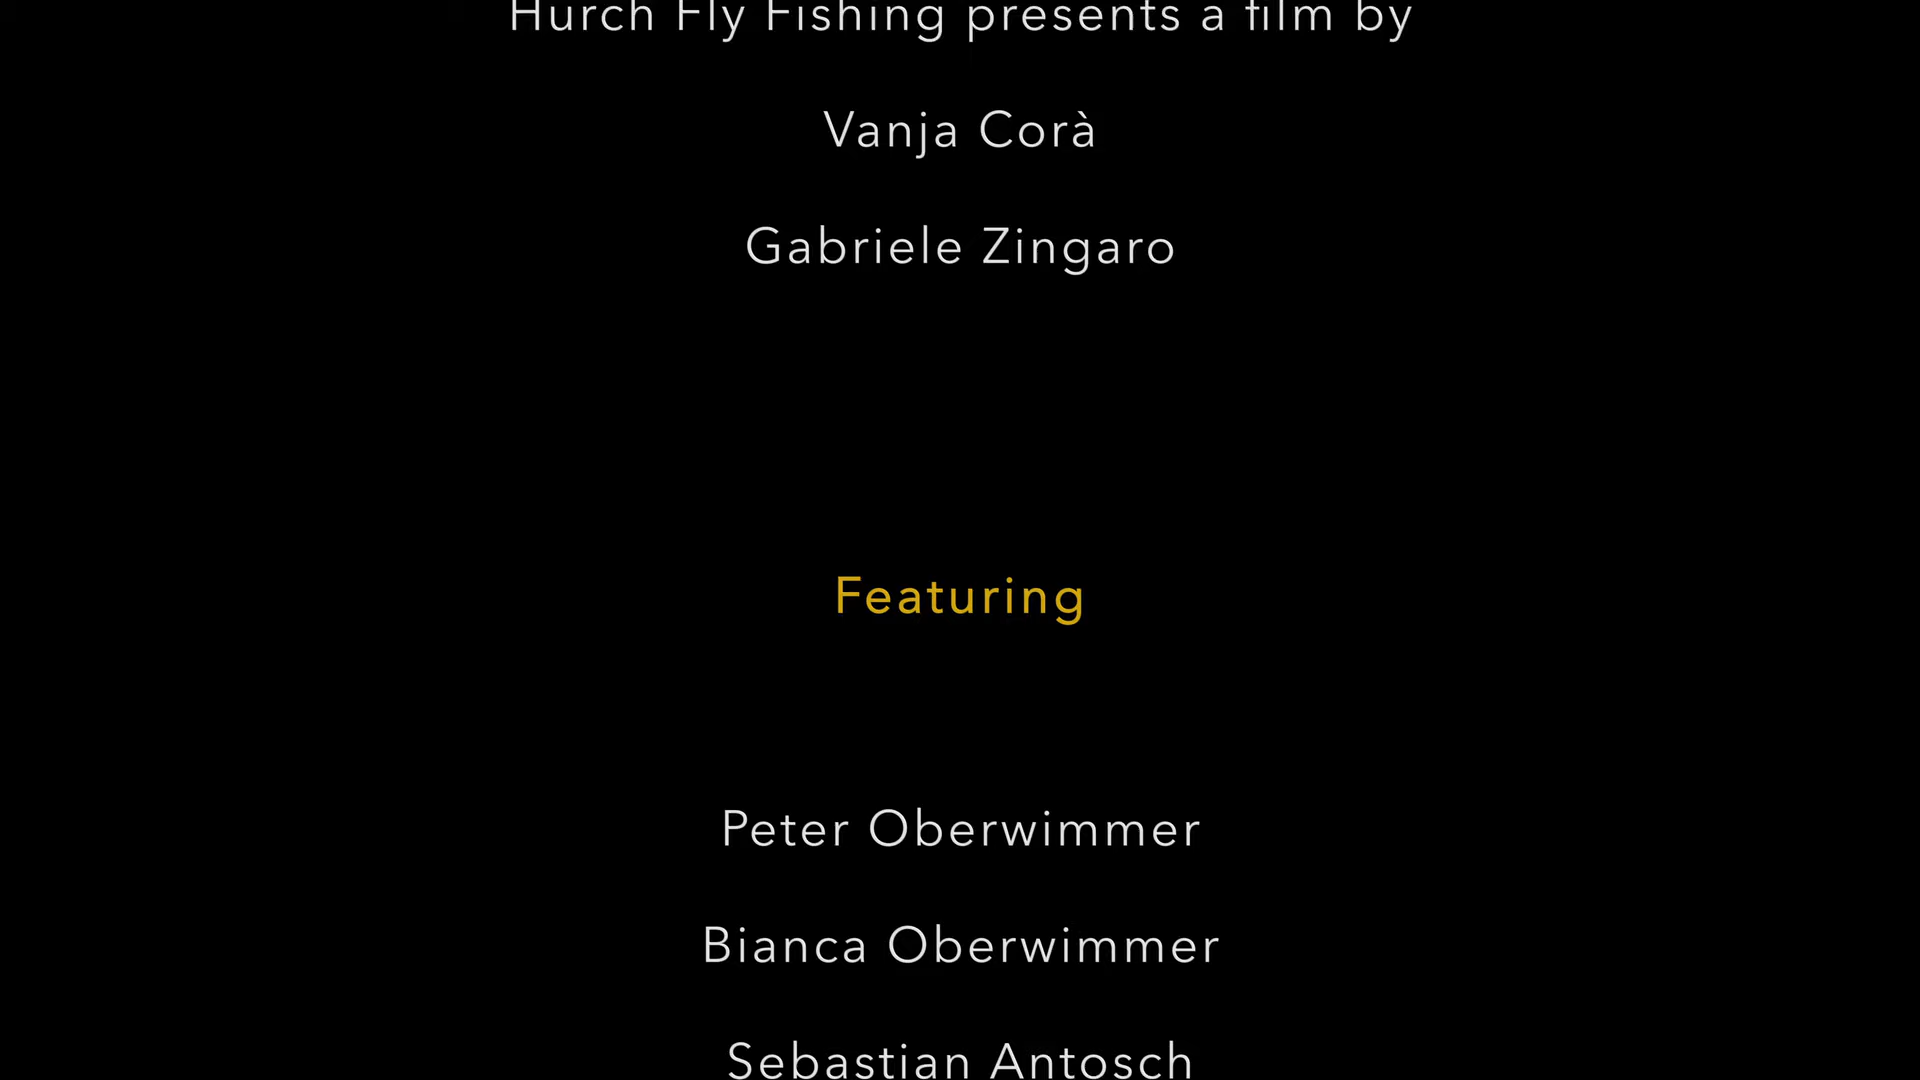 Hurch Fly Fishing presents a film by
Vanja Corà
Gabriele Zingaro
Featuring
Peter Oberwimmer
Bianca Oberwimmer
Sebastian Antosch